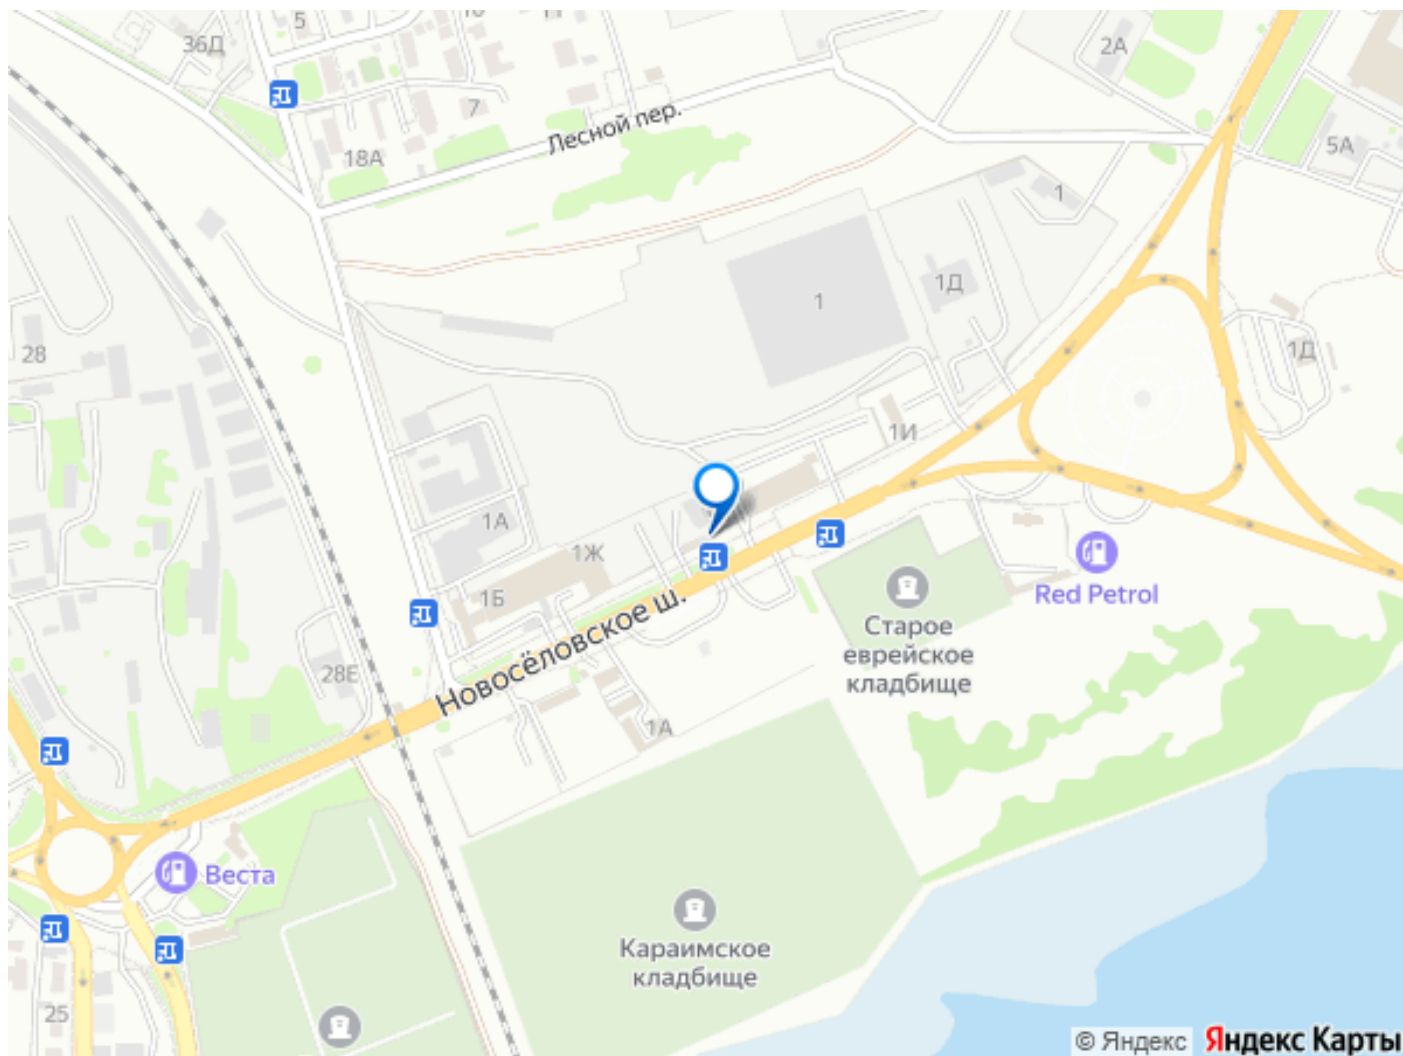 36Д
5
2А
7
Лесной пер.
18А
5А
1
1Д
1
28
1Д
1И
1А
1Ж
1Б
Red Petrol
Новосёловское ш.
Старое
еврейское
кладбище
28Е
1А
Веста
Караимское
кладбище
25
© Яндекс Яндекс Карты